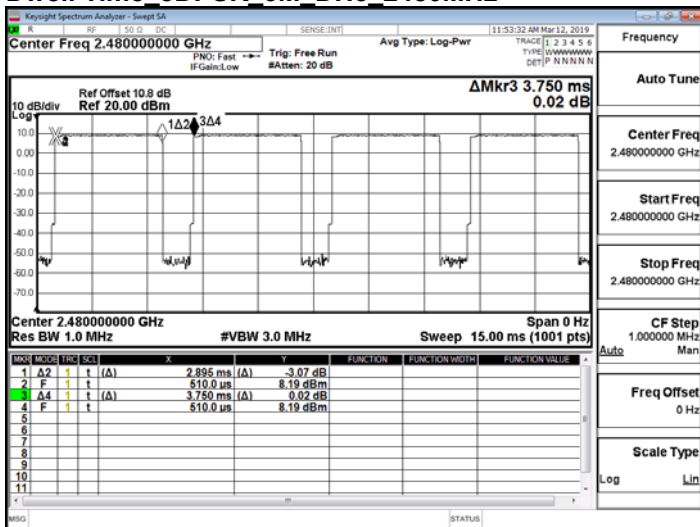 Keysight Spectrum Analyzer - Swept SA
R RF 50 Ω DC SENSE:INT 11:53:32 AM Mar 12, 2019
Center Freq 2.480000000 GHz
PNO: Fast
IFGain:Low
Trig: Free Run
#Atten: 20 dB
Avg Type: Log-Pwr
TRACE 1 2 3 4 5 6
TYPE WWWWWWW
DET P N N N N N
ΔMkr3 3.750 ms
0.02 dB
Ref Offset 10.8 dB
10 dB/div Ref 20.00 dBm
Log
1Δ2 3Δ4
10.0
0.00
-10.0
-20.0
-30.0
-40.0
-50.0
-60.0
-70.0
Center 2.480000000 GHz Span 0 Hz
Res BW 1.0 MHz #VBW 3.0 MHz Sweep 15.00 ms (1001 pts)
MKR MODE TRC SCL X Y FUNCTION FUNCTION WIDTH FUNCTION VALUE
1 Δ2 1 t (Δ) 2.895 ms (Δ) -3.07 dB
2 F 1 t 510.0 µs 8.19 dBm
3 Δ4 1 t (Δ) 3.750 ms (Δ) 0.02 dB
4 F 1 t 510.0 µs 8.19 dBm
5
6
7
8
9
10
11
MSG STATUS
Frequency
Auto Tune
Center Freq
2.480000000 GHz
Start Freq
2.480000000 GHz
Stop Freq
2.480000000 GHz
CF Step
1.000000 MHz
Auto Man
Freq Offset
0 Hz
Scale Type
Log Lin